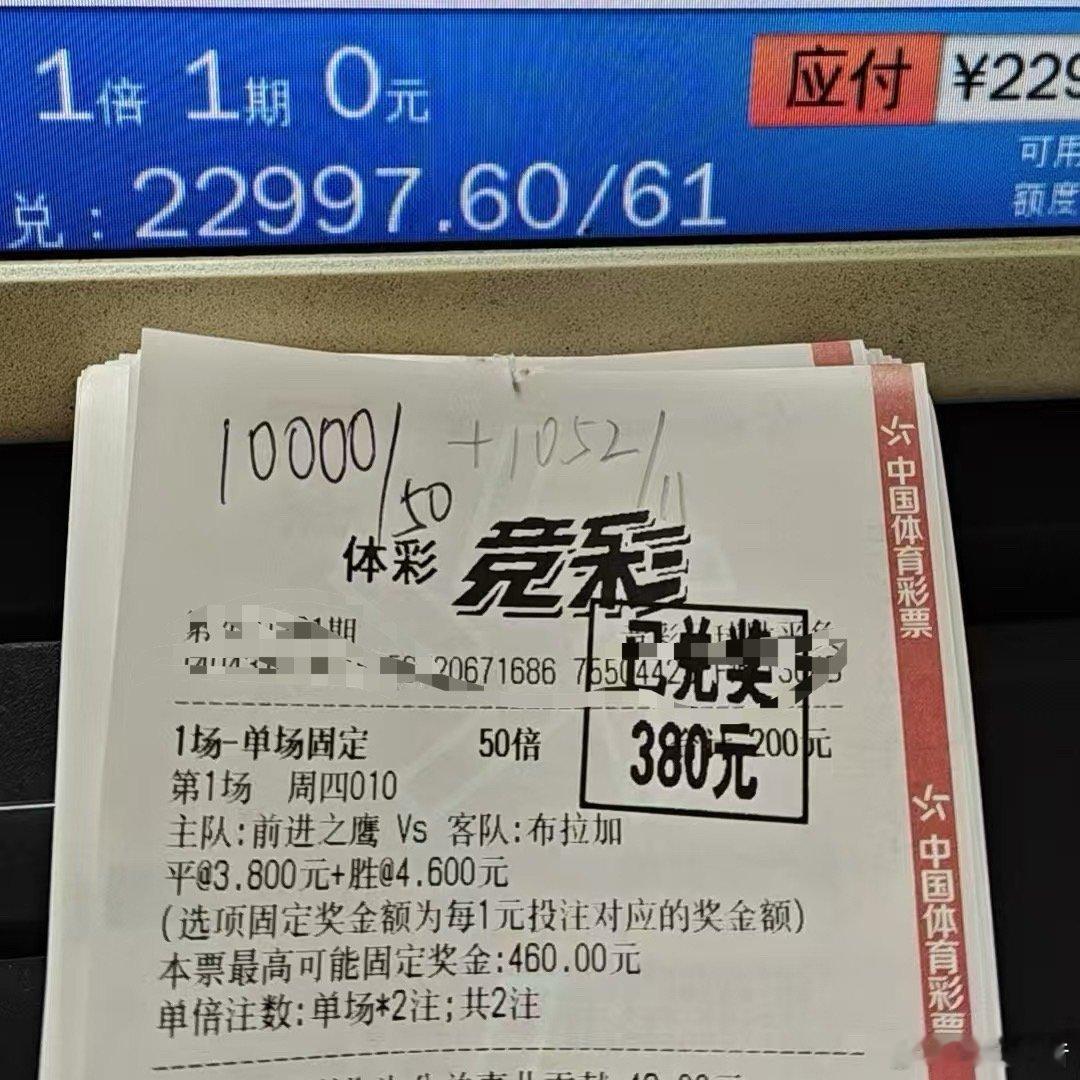 1倍 1期 0元
应付 ¥229
兑：22997.60/61
可用
额度
10000/50 +1052/11
体彩 竞彩
20671686
已兑奖
380元
1场-单场固定 50倍 200元
第1场 周四010
主队:前进之鹰 Vs 客队:布拉加
平@3.800元+胜@4.600元
(选项固定奖金额为每1元投注对应的奖金额)
本票最高可能固定奖金:460.00元
单倍注数:单场*2注;共2注
中国体育彩票
中国体育彩票